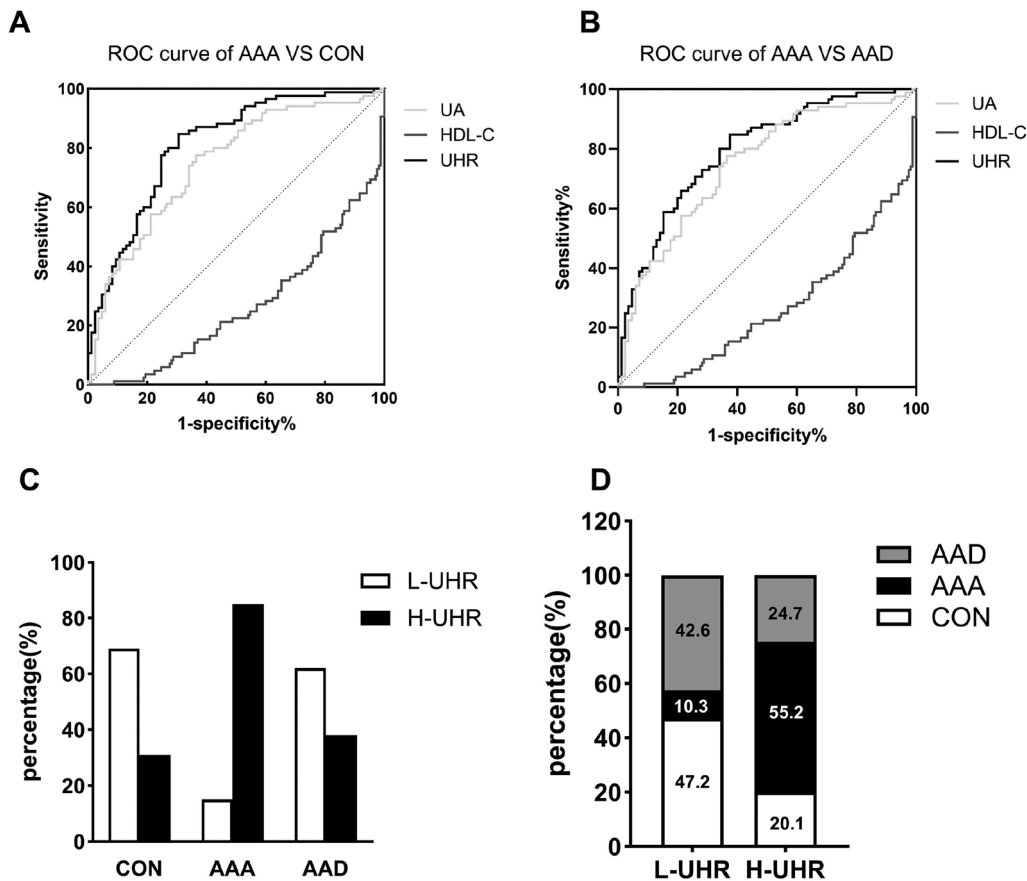 A
ROC curve of AAA VS CON
100
80
60
40
20
0
Sensitivity
0 20 40 60 80 100
1-specificity%
UA
HDL-C
UHR
B
ROC curve of AAA VS AAD
100
80
60
40
20
0
Sensitivity%
0 20 40 60 80 100
1-specificity%
UA
HDL-C
UHR
C
100
80
60
40
20
0
percentage(%)
CON AAA AAD
L-UHR
H-UHR
D
120
100
80
60
40
20
0
percentage(%)
42.6
10.3
47.2
24.7
55.2
20.1
L-UHR H-UHR
AAD
AAA
CON